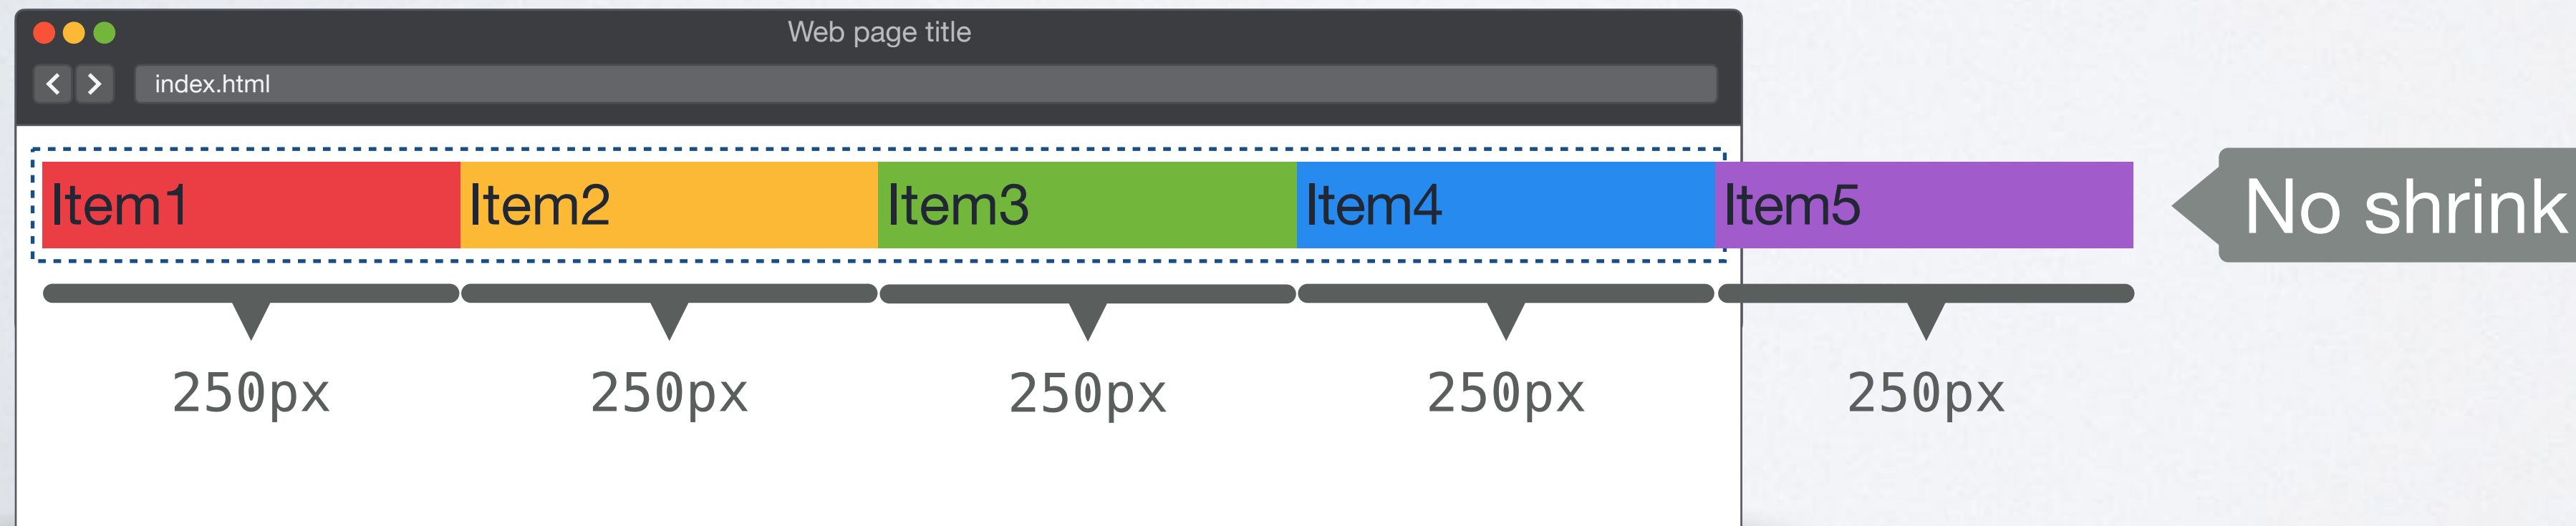 Web page title
index.html
Item1 Item2 Item3 Item4 Item5
No shrink
250px 250px 250px 250px 250px